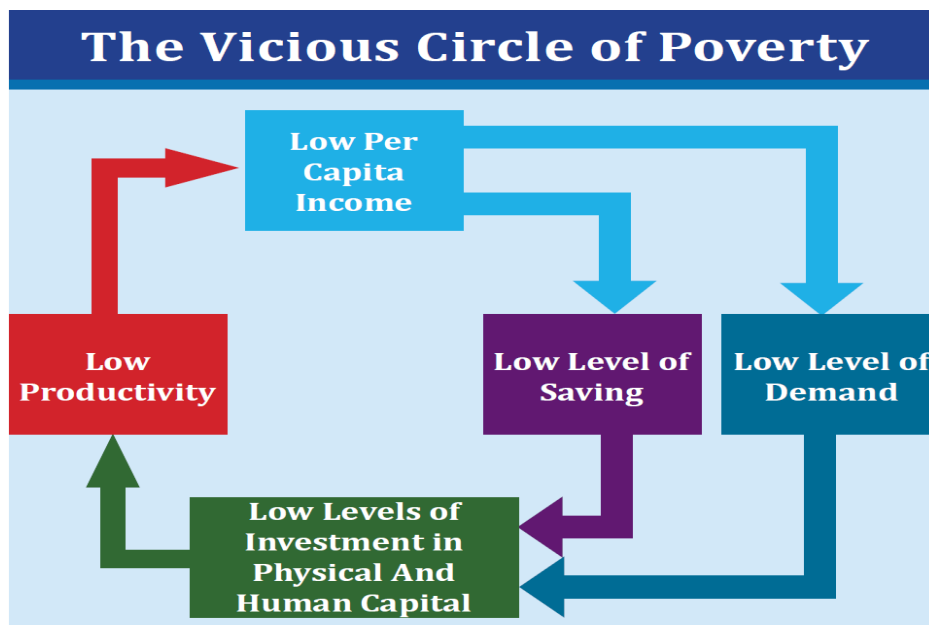 The Vicious Circle of Poverty
Low Per
Capita
Income
Low
Productivity
Low Level of
Saving
Low Level of
Demand
Low Levels of
Investment in
Physical And
Human Capital